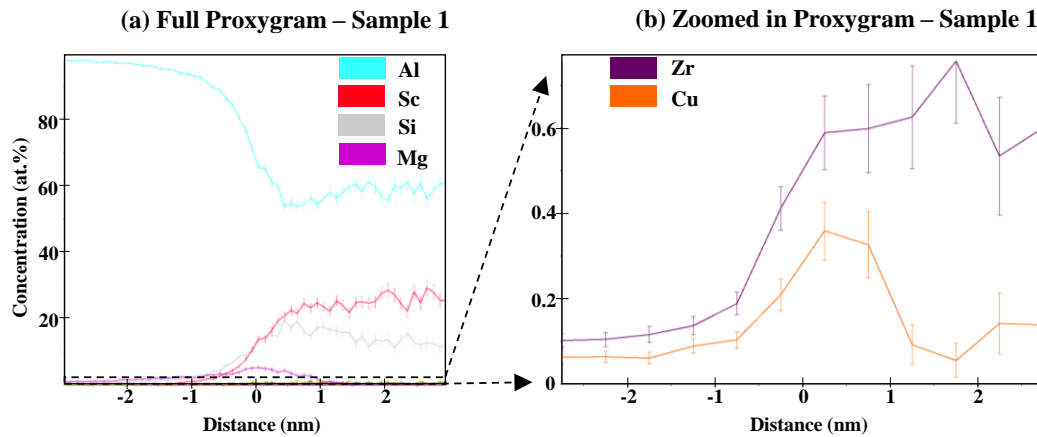 (a) Full Proxygram – Sample 1
Al
Sc
Si
Mg
Concentration (at.%)
80
60
40
20
-2
-1
0
1
2
Distance (nm)
(b) Zoomed in Proxygram – Sample 1
Zr
Cu
0.6
0.4
0.2
0
-2
-1
0
1
2
Distance (nm)